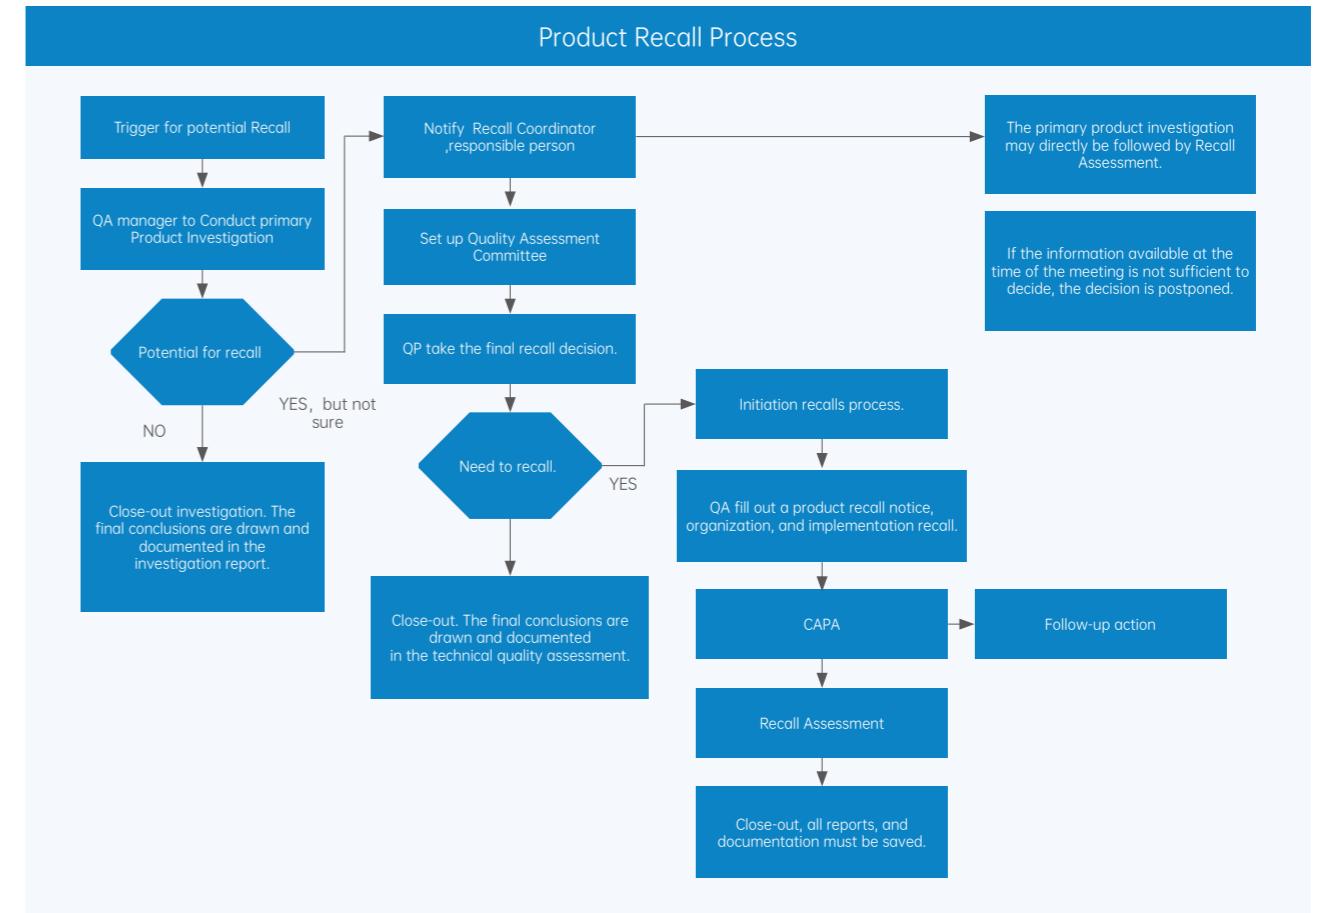 Product Recall Process
Trigger for potential Recall
QA manager to Conduct primary
Product Investigation
Potential for recall
YES, but not
sure
NO
Close-out investigation. The
final conclusions are drawn and
documented in the
investigation report.
Notify Recall Coordinator
,responsible person
Set up Quality Assessment
Committee
QP take the final recall decision.
Need to recall.
YES
Close-out. The final conclusions are
drawn and documented
in the technical quality assessment.
Initiation recalls process.
QA fill out a product recall notice,
organization, and implementation recall.
CAPA
Follow-up action
Recall Assessment
Close-out, all reports, and
documentation must be saved.
The primary product investigation
may directly be followed by Recall
Assessment.
If the information available at the
time of the meeting is not sufficient to
decide, the decision is postponed.